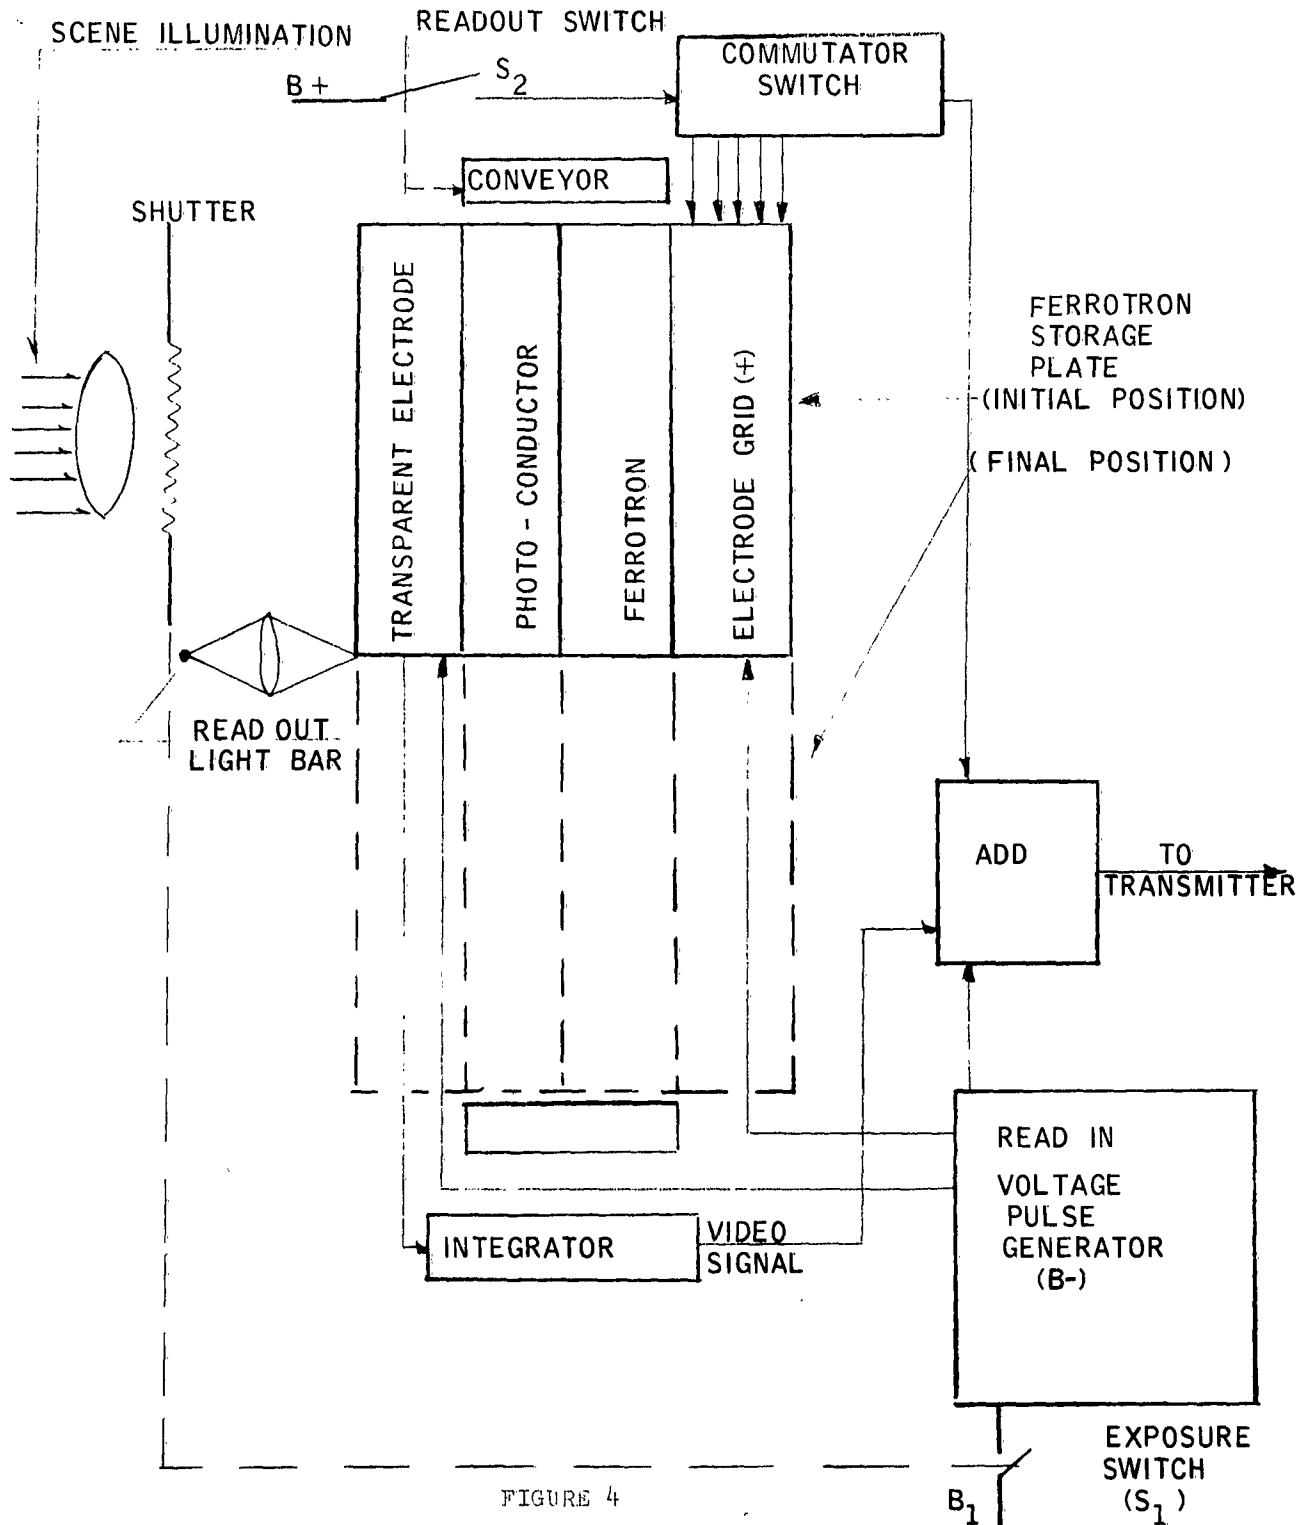 SCENE ILLUMINATION
READOUT SWITCH
B+
S2
COMMUTATOR
SWITCH
CONVEYOR
SHUTTER
TRANSPARENT ELECTRODE
PHOTO-CONDUCTOR
FERROTRON
ELECTRODE GRID (+)
FERROTRON
STORAGE
PLATE
(INITIAL POSITION)
(FINAL POSITION)
READ OUT
LIGHT BAR
ADD
TO
TRANSMITTER
READ IN
VOLTAGE
PULSE
GENERATOR
(B-)
INTEGRATOR
VIDEO
SIGNAL
EXPOSURE
SWITCH
(S1)
B1
FIGURE 4